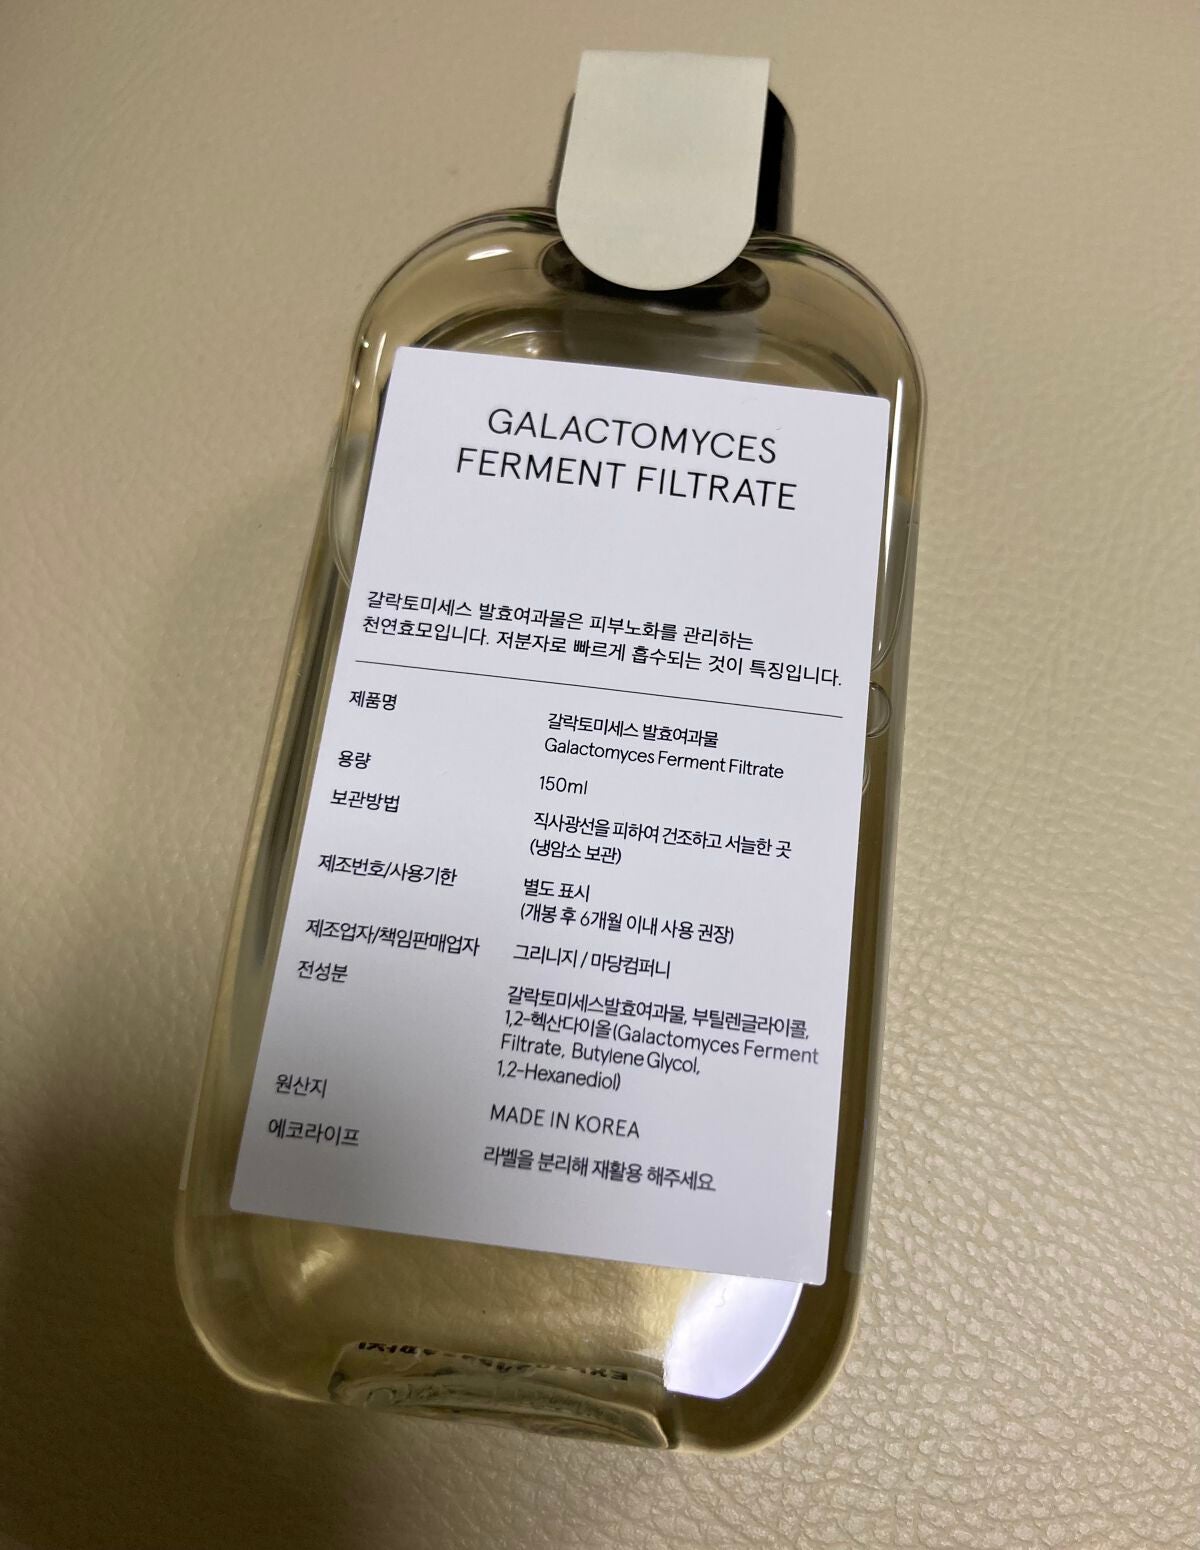 GALACTOMYCES
FERMENT FILTRATE
갈락토미세스 발효여과물은 피부노화를 관리하는
천연효모입니다. 저분자로 빠르게 흡수되는 것이 특징입니다.
제품명 갈락토미세스 발효여과물
Galactomyces Ferment Filtrate
용량 150ml
보관방법 직사광선을 피하여 건조하고 서늘한 곳
(냉암소 보관)
제조번호/사용기한 별도 표시
(개봉 후 6개월 이내 사용 권장)
제조업자/책임판매업자 그리니지 / 마당컴퍼니
전성분 갈락토미세스발효여과물, 부틸렌글라이콜,
1,2-헥산다이올(Galactomyces Ferment
Filtrate, Butylene Glycol,
1,2-Hexanediol)
원산지 MADE IN KOREA
에코라이프 라벨을 분리해 재활용 해주세요